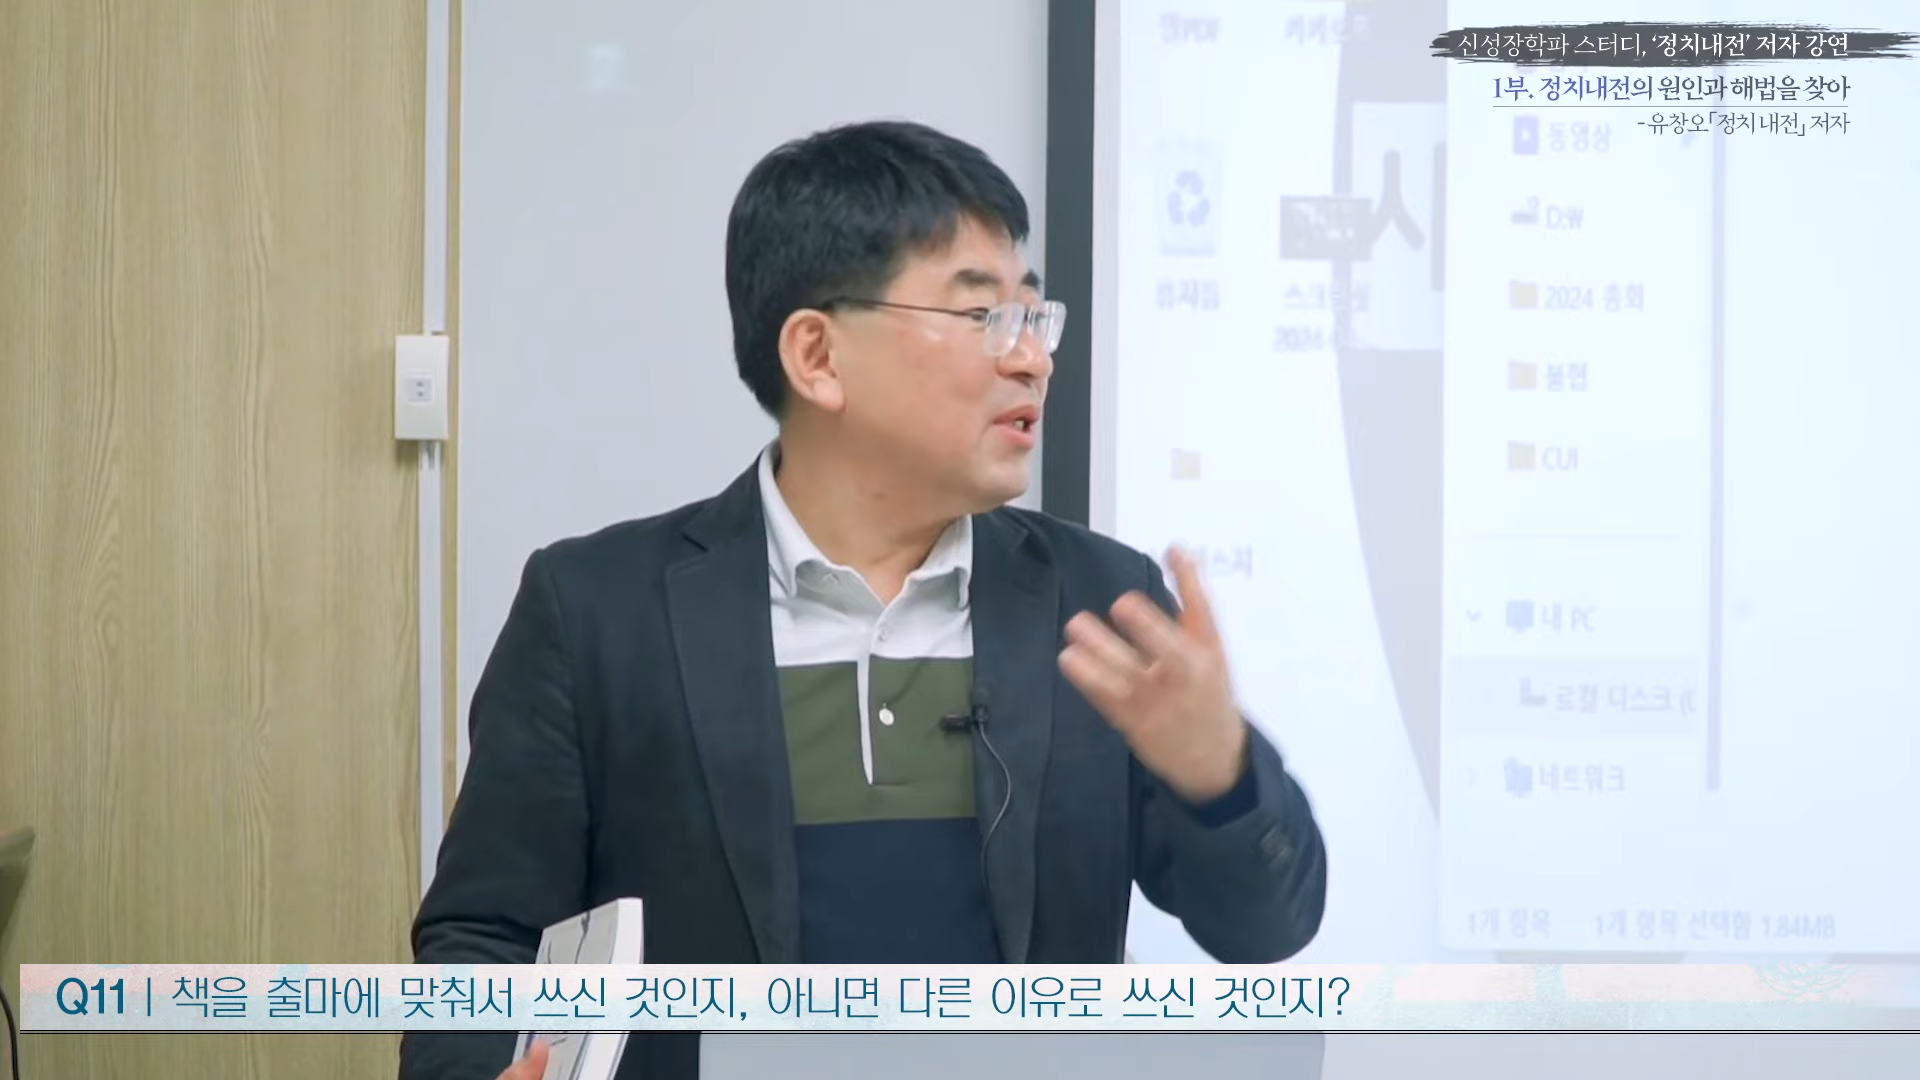 신성장학파 스터디, ‘정치내전’ 저자 강연
1부. 정치내전의 원인과 해법을 찾아
-유창오「정치 내전」저자
동영상
D:₩
2024 총회
불협
CUI
내 PC
로컬 디스크 (C
네트워크
1개 항목 1개 항목 선택함 1.84MB
Q11 | 책을 출마에 맞춰서 쓰신 것인지, 아니면 다른 이유로 쓰신 것인지?